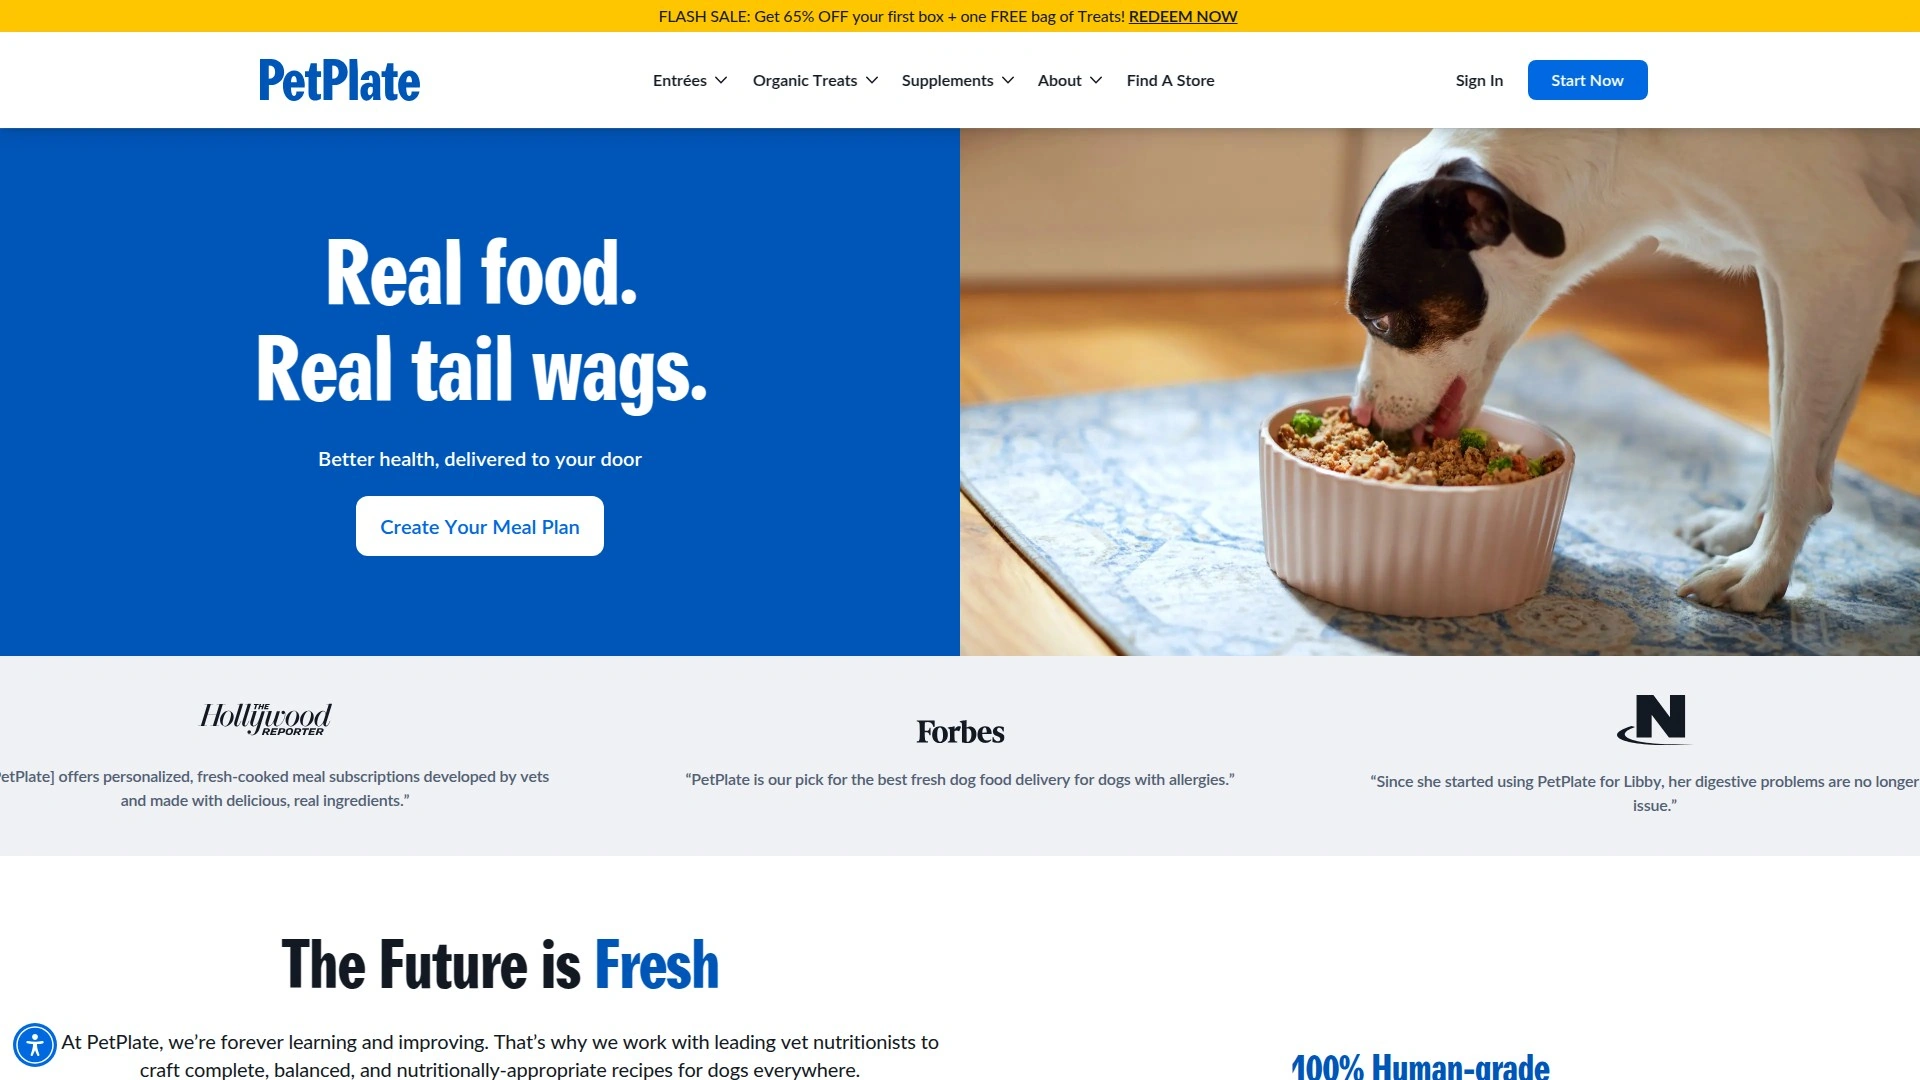 FLASH SALE: Get 65% OFF your first box + one FREE bag of Treats! REDEEM NOW
PetPlate
Entrées
Organic Treats
Supplements
About
Find A Store
Sign In
Start Now
Real food.
Real tail wags.
Better health, delivered to your door
Create Your Meal Plan
THE Hollywood REPORTER
etPlate] offers personalized, fresh-cooked meal subscriptions developed by vets
and made with delicious, real ingredients.”
Forbes
“PetPlate is our pick for the best fresh dog food delivery for dogs with allergies.”
N
“Since she started using PetPlate for Libby, her digestive problems are no longer
issue.”
The Future is Fresh
At PetPlate, we’re forever learning and improving. That’s why we work with leading vet nutritionists to
craft complete, balanced, and nutritionally-appropriate recipes for dogs everywhere.
100% Human-grade